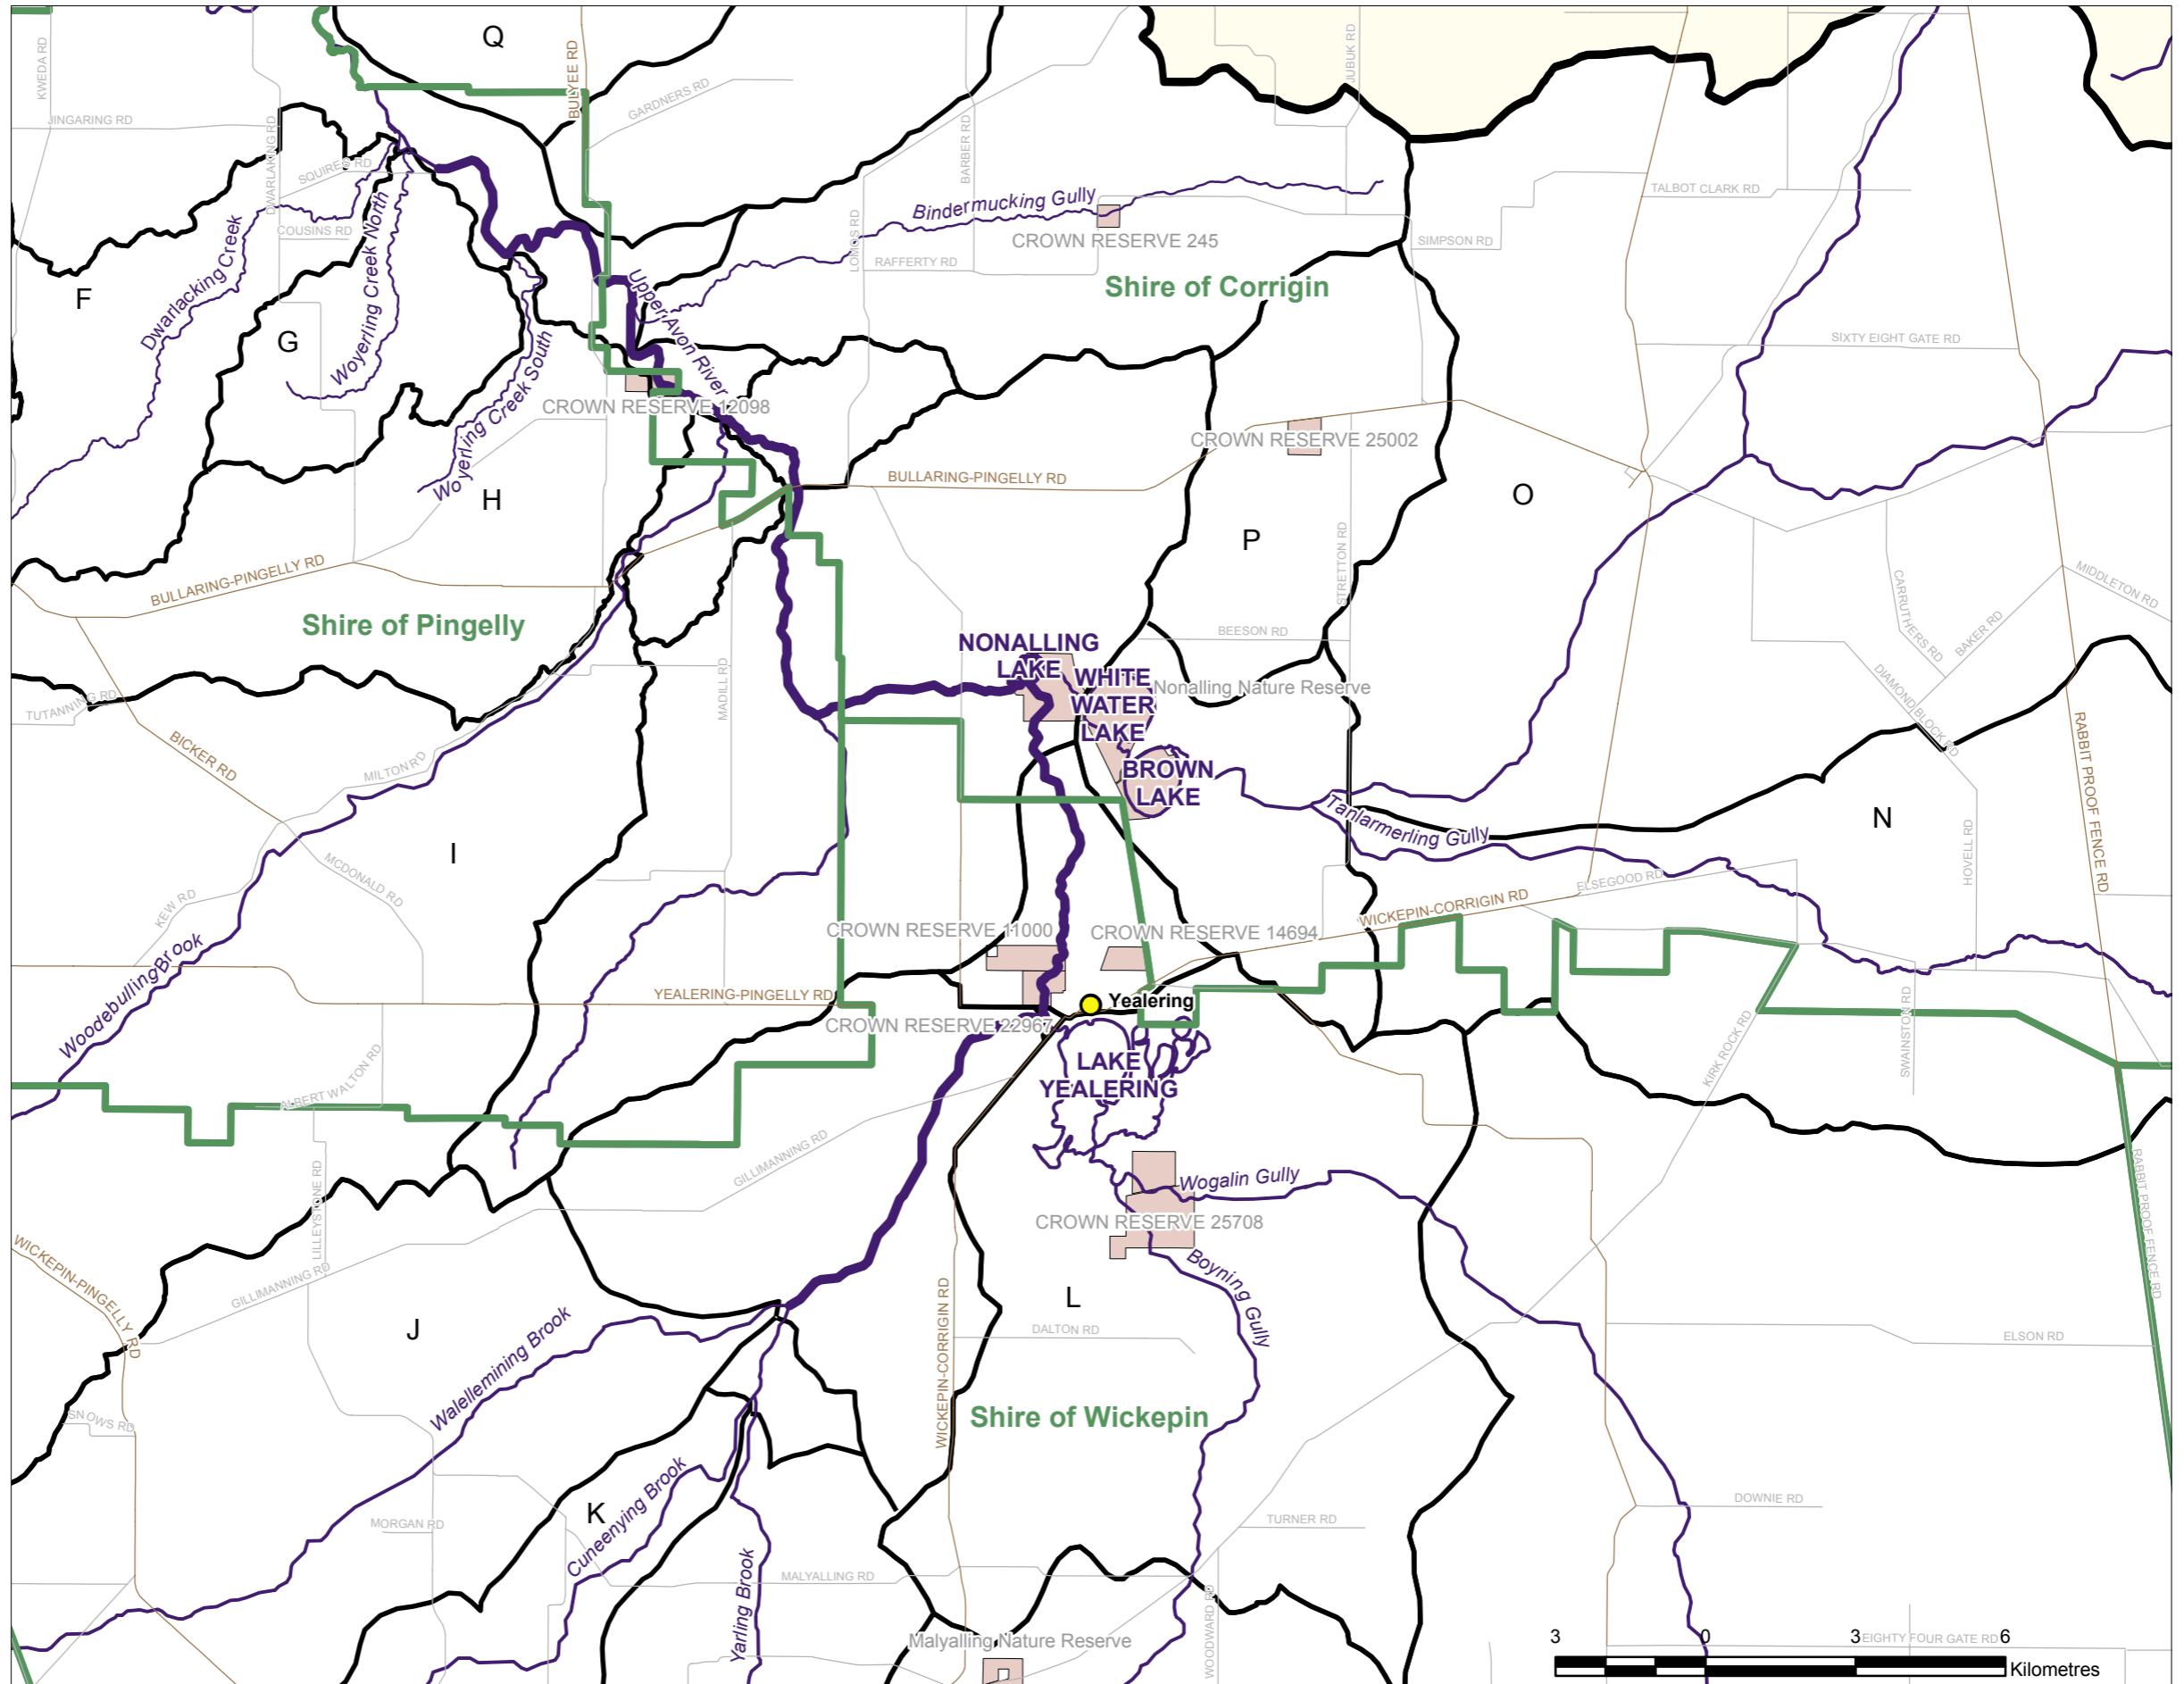 Q
KWEDA RD
BULYEE RD
JUBUK RD
GARDNERS RD
JINGARING RD
DWARLAKING RD
BARBER RD
SQUIRES RD
TALBOT CLARK RD
Bindermucking Gully
COUSINS RD
LOMOS RD
CROWN RESERVE 245
SIMPSON RD
RAFFERTY RD
Dwarlacking Creek
Woyerling Creek North
Shire of Corrigin
F
Upper Avon River
G
SIXTY EIGHT GATE RD
Woyerling Creek South
CROWN RESERVE 12098
CROWN RESERVE 25002
BULLARING-PINGELLY RD
H
O
P
STRETTON RD
BULLARING-PINGELLY RD
MIDDLETON RD
CARRUTHERS RD
BAKER RD
Shire of Pingelly
BEESON RD
NONALLING
LAKE
WHITE
WATER
LAKE
Nonalling Nature Reserve
MADILL RD
TUTANNING RD
DIAMOND BLOCK RD
RABBIT PROOF FENCE RD
BICKER RD
MILTON RD
BROWN
LAKE
Tanlarmerling Gully
N
I
HOVELL RD
MCDONALD RD
ELSEGOOD RD
KEW RD
WICKEPIN-CORRIGIN RD
CROWN RESERVE 11000
CROWN RESERVE 14694
Woodebulling Brook
YEALERING-PINGELLY RD
Yealering
CROWN RESERVE 22967
SWAINSTON RD
KIRK ROCK RD
LAKE
YEALERING
ALBERT WALTON RD
GILLIMANNING RD
LILLEYSTONE RD
Wogalin Gully
RABBIT PROOF FENCE RD
CROWN RESERVE 25708
WICKEPIN-PINGELLY RD
GILLIMANNING RD
Boyning Gully
L
J
DALTON RD
ELSON RD
Walellemining Brook
WICKEPIN-CORRIGIN RD
Shire of Wickepin
SNOWS RD
K
Cuneenying Brook
DOWNIE RD
MORGAN RD
TURNER RD
MALYALLING RD
Yarling Brook
WOODWARD RD
Malyalling Nature Reserve
EIGHTY FOUR GATE RD
3 0 3 6
Kilometres